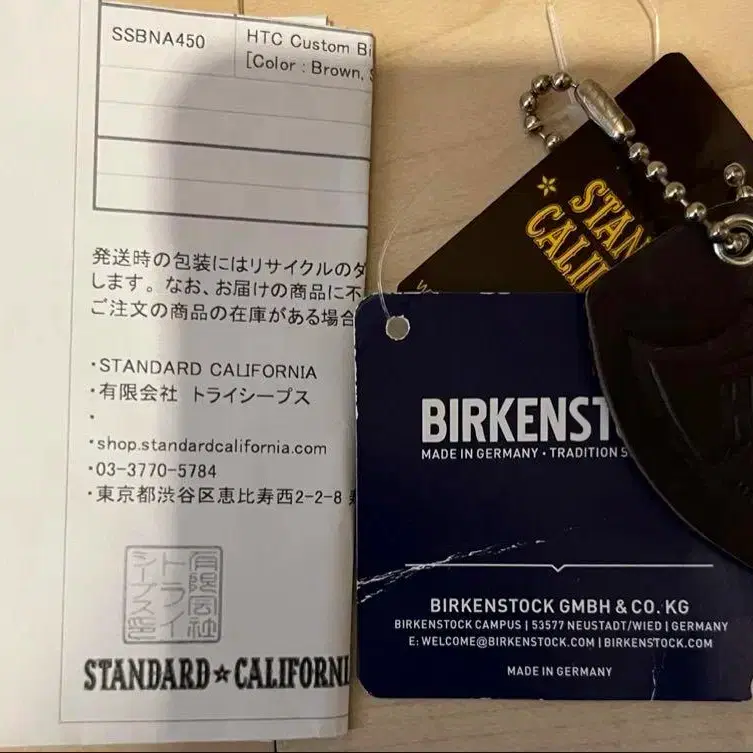 SSBNA450
HTC Custom Bi
[Color : Brown,
発送時の包装にはリサイクルのダ
します。なお、お届けの商品に不
ご注文の商品の在庫がある場合
・STANDARD CALIFORNIA
・有限会社 トライシープス
・
・shop.standardcalifornia.com
・03-3770-5784
・東京都渋谷区恵比寿西2-2-8
有限会社
トライ
シープス
STANDARD★CALIFORNI
STAN
CALIF
BIRKENST
MADE IN GERMANY · TRADITION S
BIRKENSTOCK GMBH & CO. KG
BIRKENSTOCK CAMPUS | 53577 NEUSTADT/WIED | GERMANY
E: WELCOME@BIRKENSTOCK.COM | BIRKENSTOCK.COM
MADE IN GERMANY